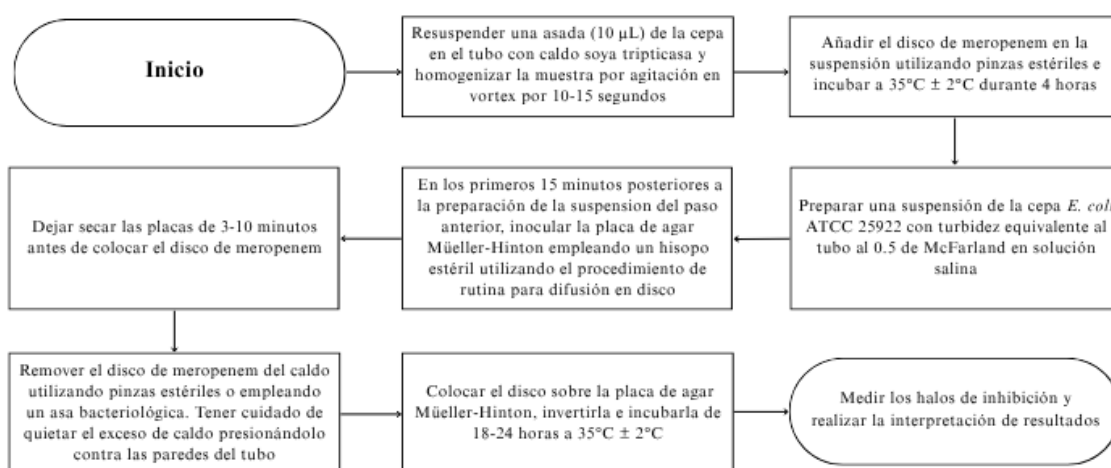 Inicio
Resuspender una asada (10 µL) de la cepa
en el tubo con caldo soya tripticasa y
homogenizar la muestra por agitación en
vortex por 10-15 segundos
Añadir el disco de meropenem en la
suspensión utilizando pinzas estériles e
incubar a 35°C ± 2°C durante 4 horas
Preparar una suspensión de la cepa E. coli
ATCC 25922 con turbidez equivalente al
tubo al 0.5 de McFarland en solución
salina
En los primeros 15 minutos posteriores a
la preparación de la suspension del paso
anterior, inocular la placa de agar
Müeller-Hinton empleando un hisopo
estéril utilizando el procedimiento de
rutina para difusión en disco
Dejar secar las placas de 3-10 minutos
antes de colocar el disco de meropenem
Remover el disco de meropenem del caldo
utilizando pinzas estériles o empleando
un asa bacteriológica. Tener cuidado de
quietar el exceso de caldo presionándolo
contra las paredes del tubo
Colocar el disco sobre la placa de agar
Müeller-Hinton, invertirla e incubarla de
18-24 horas a 35°C ± 2°C
Medir los halos de inhibición y
realizar la interpretación de resultados